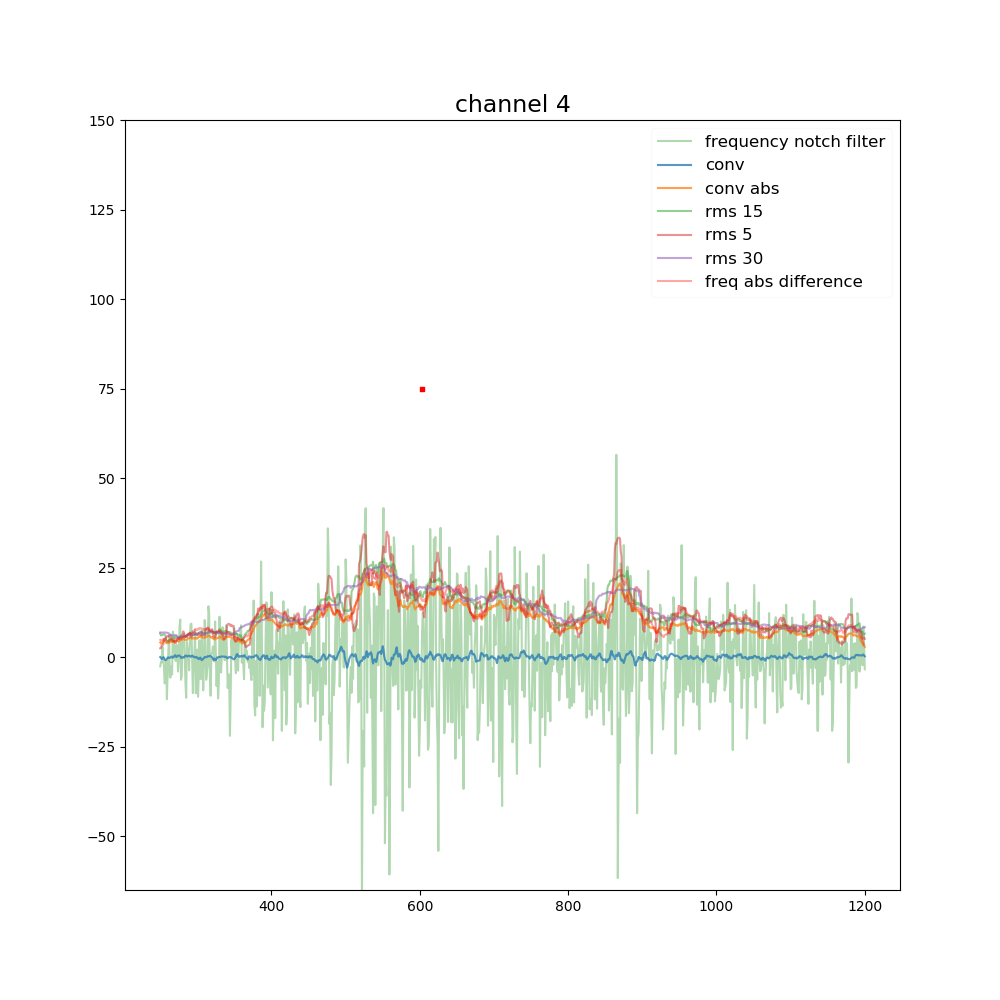 channel 4
150
125
100
75
50
25
0
−25
−50
400 600 800 1000 1200
frequency notch filter
conv
conv abs
rms 15
rms 5
rms 30
freq abs difference